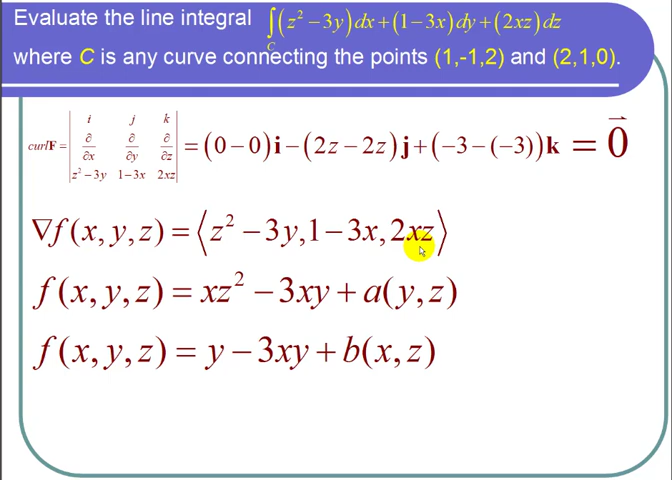 Evaluate the line integral ∫_C (z² − 3y) dx + (1 − 3x) dy + (2xz) dz
where C is any curve connecting the points (1,-1,2) and (2,1,0).
curlF = | i j k ; ∂/∂x ∂/∂y ∂/∂z ; z² − 3y 1 − 3x 2xz | = (0 − 0)i − (2z − 2z)j + (−3 − (−3))k = 0⃗
∇f(x, y, z) = ⟨z² − 3y, 1 − 3x, 2xz⟩
f(x, y, z) = xz² − 3xy + a(y, z)
f(x, y, z) = y − 3xy + b(x, z)